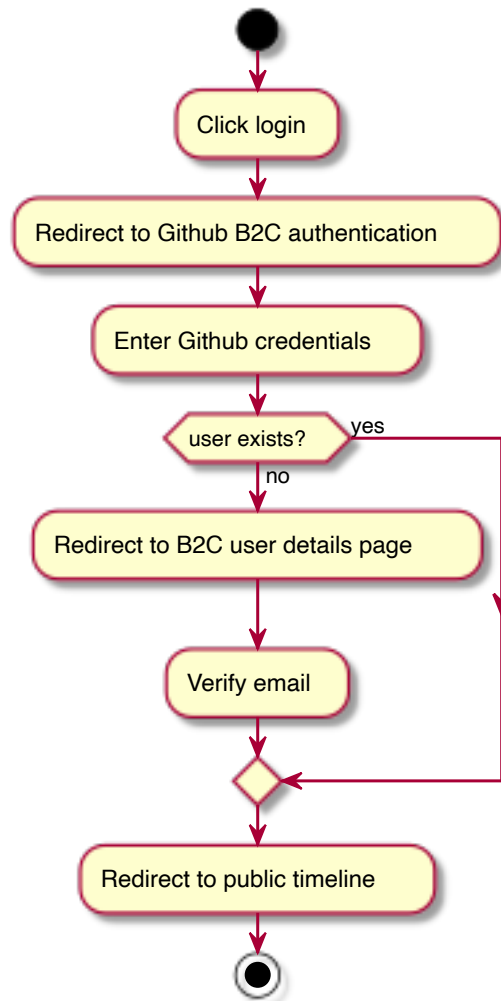 Click login
Redirect to Github B2C authentication
Enter Github credentials
user exists?
yes
no
Redirect to B2C user details page
Verify email
Redirect to public timeline